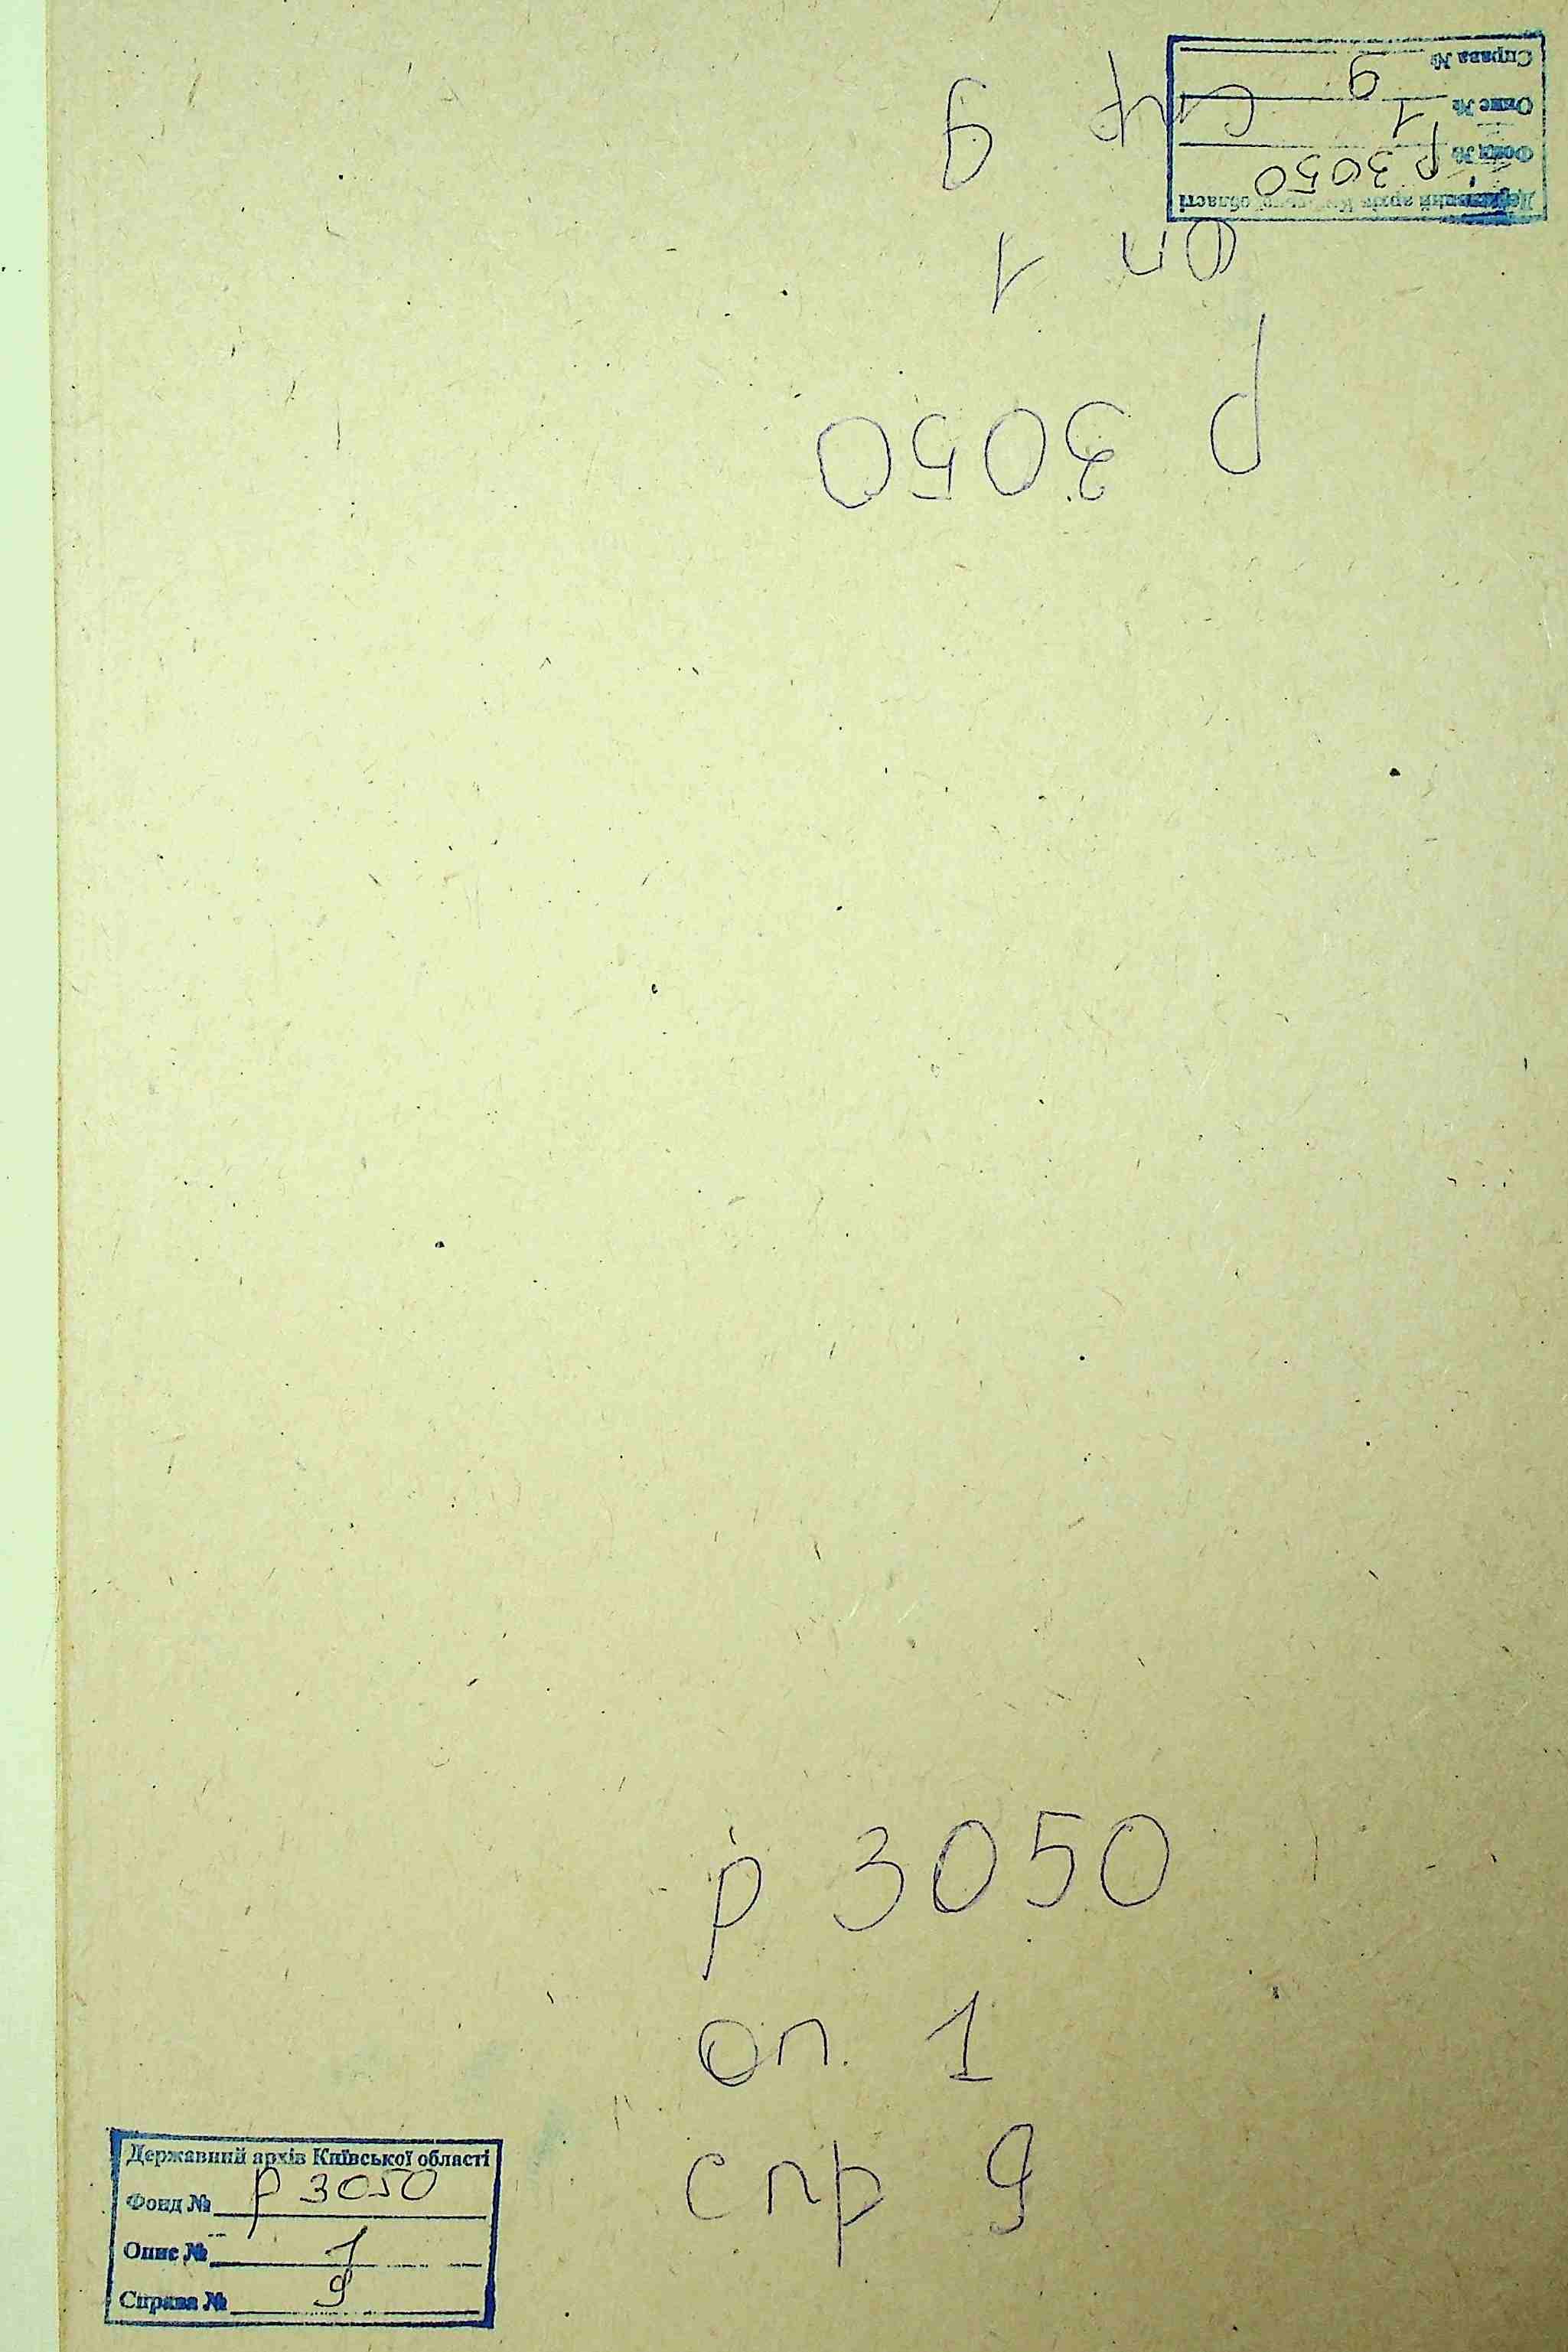 Державний архів Київської області
Фонд № р 3050
Опис № 1
Справа № 9
р 3050
оп 1
спр 9
р 3050
оп. 1
спр 9
Державний архів Київської області
Фонд № р 3050
Опис № 1
Справа № 9